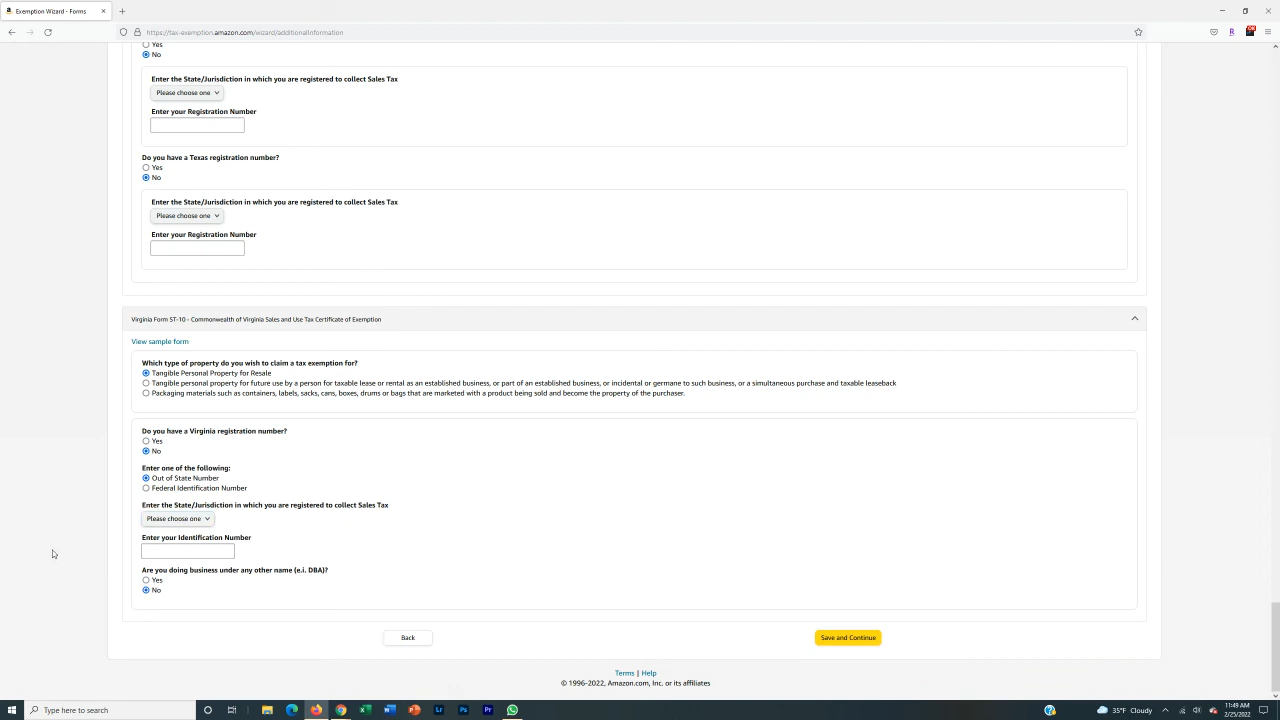 Exemption Wizard - Forms
https://tax-exemption.amazon.com/wizard/additionalInformation
Yes
No
Enter the State/Jurisdiction in which you are registered to collect Sales Tax
Please choose one
Enter your Registration Number
Do you have a Texas registration number?
Yes
No
Enter the State/Jurisdiction in which you are registered to collect Sales Tax
Please choose one
Enter your Registration Number
Virginia Form ST-10 - Commonwealth of Virginia Sales and Use Tax Certificate of Exemption
View sample form
Which type of property do you wish to claim a tax exemption for?
Tangible Personal Property for Resale
Tangible personal property for future use by a person for taxable lease or rental as an established business, or part of an established business, or incidental or germane to such business, or a simultaneous purchase and taxable leaseback
Packaging materials such as containers, labels, sacks, cans, boxes, drums or bags that are marketed with a product being sold and become the property of the purchaser.
Do you have a Virginia registration number?
Yes
No
Enter one of the following:
Out of State Number
Federal Identification Number
Enter the State/Jurisdiction in which you are registered to collect Sales Tax
Please choose one
Enter your Identification Number
Are you doing business under any other name (e.i. DBA)?
Yes
No
Back
Save and Continue
Terms | Help
© 1996-2022, Amazon.com, Inc. or its affiliates
Type here to search
35°F Cloudy
11:49 AM
2/25/2022